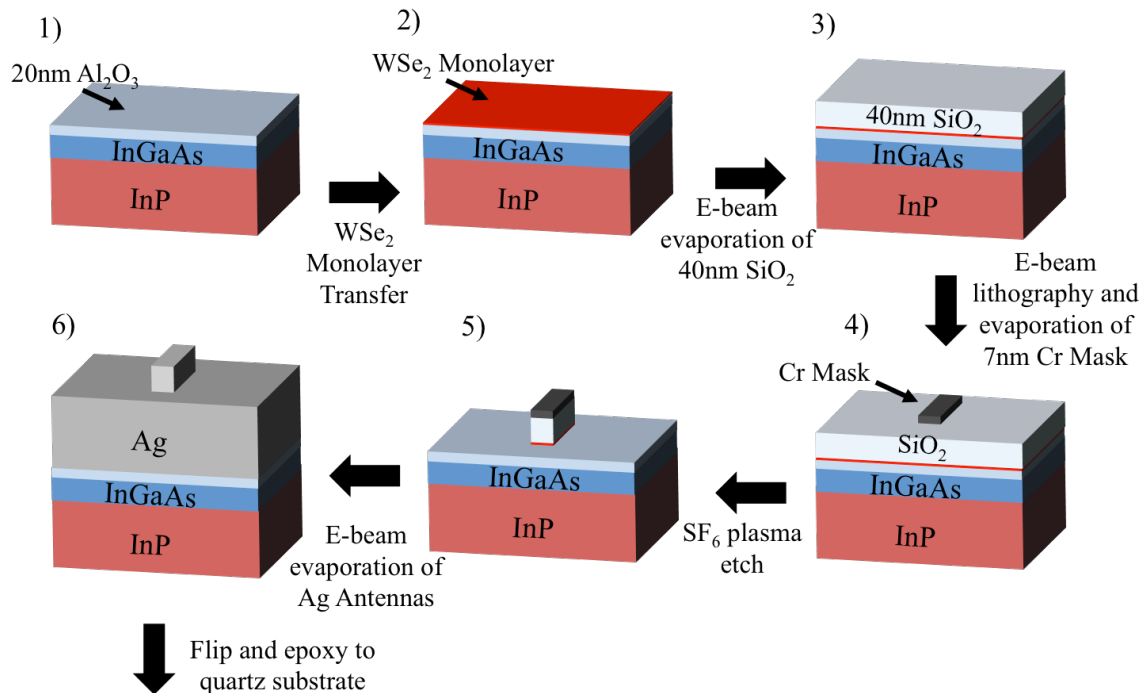 1)
20nm Al₂O₃
InGaAs
InP
WSe₂
Monolayer
Transfer
2)
WSe₂ Monolayer
InGaAs
InP
E-beam
evaporation of
40nm SiO₂
3)
40nm SiO₂
InGaAs
InP
E-beam
lithography and
evaporation of
7nm Cr Mask
4)
Cr Mask
SiO₂
InGaAs
InP
SF₆ plasma
etch
5)
InGaAs
InP
E-beam
evaporation of
Ag Antennas
6)
Ag
InGaAs
InP
Flip and epoxy to
quartz substrate